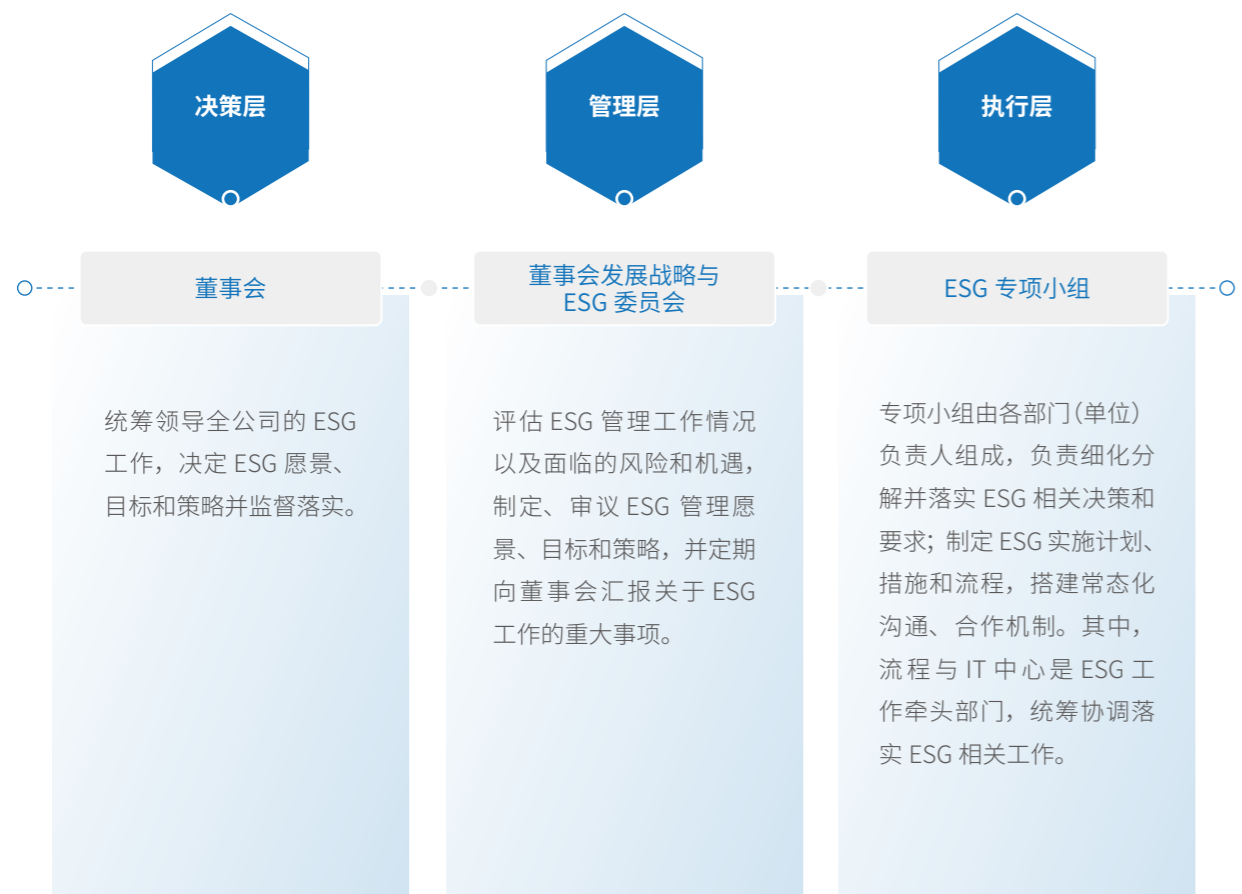 决策层
董事会
统筹领导全公司的 ESG
工作，决定 ESG 愿景、
目标和策略并监督落实。
管理层
董事会发展战略与
ESG 委员会
评估 ESG 管理工作情况
以及面临的风险和机遇，
制定、审议 ESG 管理愿
景、目标和策略，并定期
向董事会汇报关于 ESG
工作的重大事项。
执行层
ESG 专项小组
专项小组由各部门（单位）
负责人组成，负责细化分
解并落实 ESG 相关决策和
要求；制定 ESG 实施计划、
措施和流程，搭建常态化
沟通、合作机制。其中，
流程与 IT 中心是 ESG 工
作牵头部门，统筹协调落
实 ESG 相关工作。